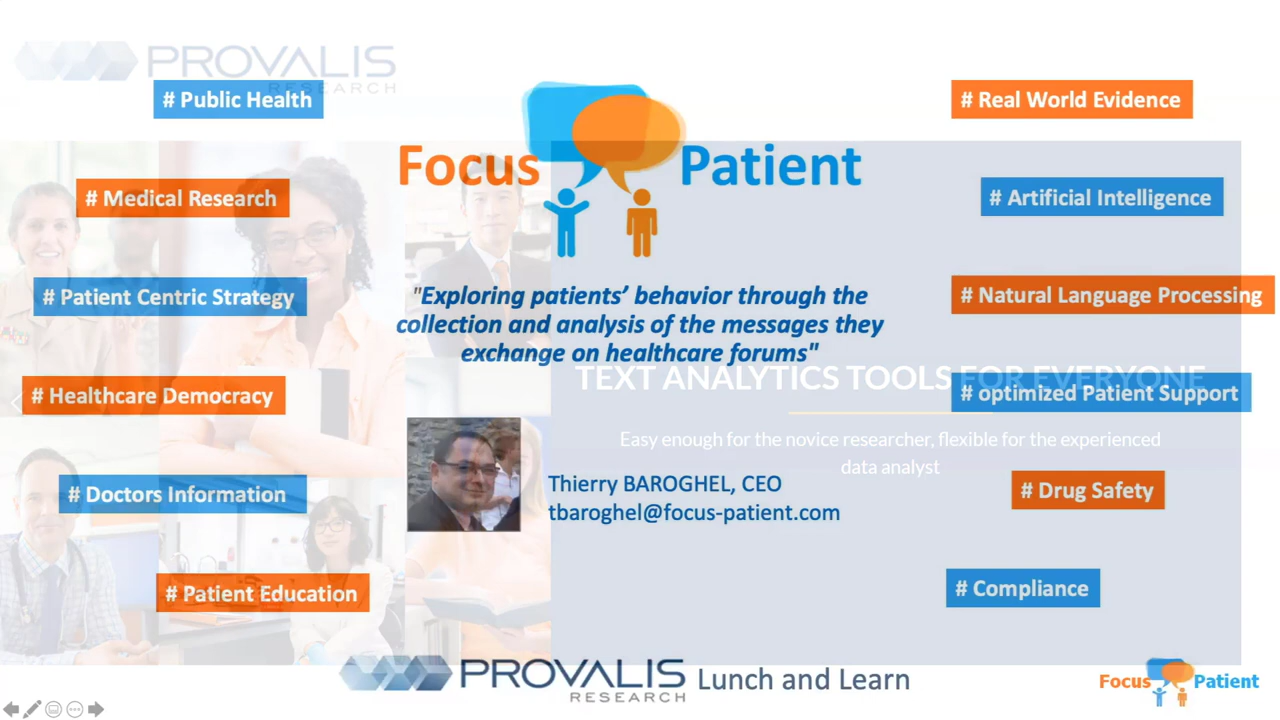 PROVALIS
RESEARCH
# Public Health
# Real World Evidence
Focus Patient
# Medical Research
# Artificial Intelligence
# Patient Centric Strategy
"Exploring patients’ behavior through the
collection and analysis of the messages they
exchange on healthcare forums"
# Natural Language Processing
TEXT ANALYTICS TOOLS FOR EVERYONE
# Healthcare Democracy
# optimized Patient Support
Easy enough for the novice researcher, flexible for the experienced
data analyst
# Doctors Information
Thierry BAROGHEL, CEO
tbaroghel@focus-patient.com
# Drug Safety
# Patient Education
# Compliance
PROVALIS
RESEARCH
Lunch and Learn
Focus Patient